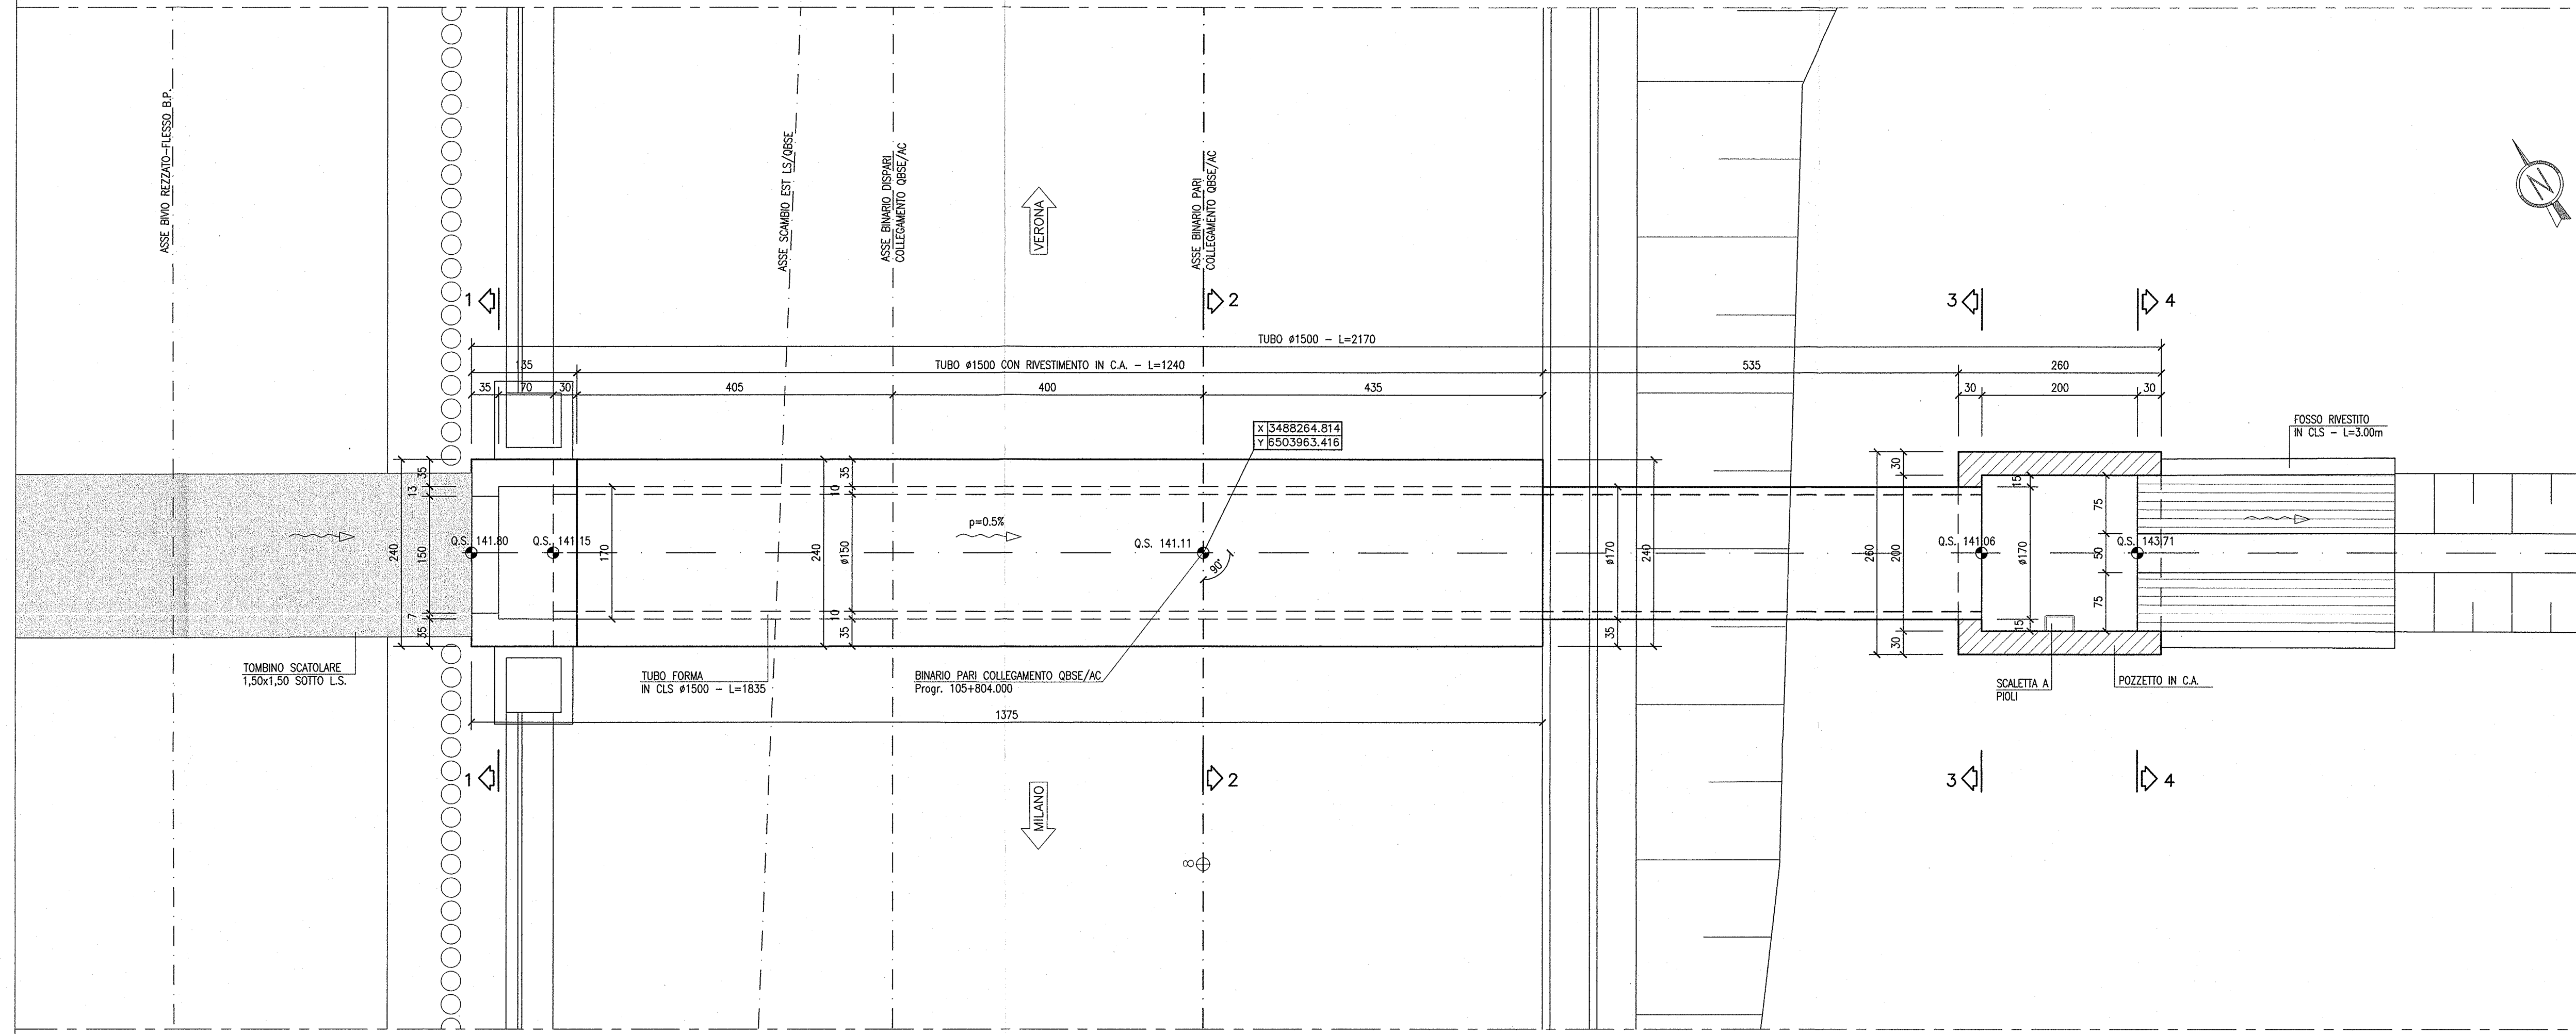 ASSE BIVIO REZZATO-FLESSO B.P.
ASSE SCAMBIO EST LS/QBSE
ASSE BINARIO DISPARI
COLLEGAMENTO QBSE/AC
VERONA
ASSE BINARIO PARI
COLLEGAMENTO QBSE/AC
N
1
2
3
4
TUBO ø1500 - L=2170
135
TUBO ø1500 CON RIVESTIMENTO IN C.A. - L=1240
535
260
35
70
30
405
400
435
30
200
30
X 3488264.814
Y 6503963.416
FOSSO RIVESTITO
IN CLS - L=3.00m
240
13
35
150
7
35
170
240
35
10
ø150
10
35
ø170
35
240
260
30
200
30
15
ø170
15
75
50
75
Q.S. 141.80
Q.S. 141.15
p=0.5%
Q.S. 141.11
90°
Q.S. 141.06
Q.S. 143.71
TOMBINO SCATOLARE
1,50x1,50 SOTTO L.S.
TUBO FORMA
IN CLS ø1500 - L=1835
BINARIO PARI COLLEGAMENTO QBSE/AC
Progr. 105+804.000
SCALETTA A
PIOLI
POZZETTO IN C.A.
1375
1
2
3
4
MILANO
8